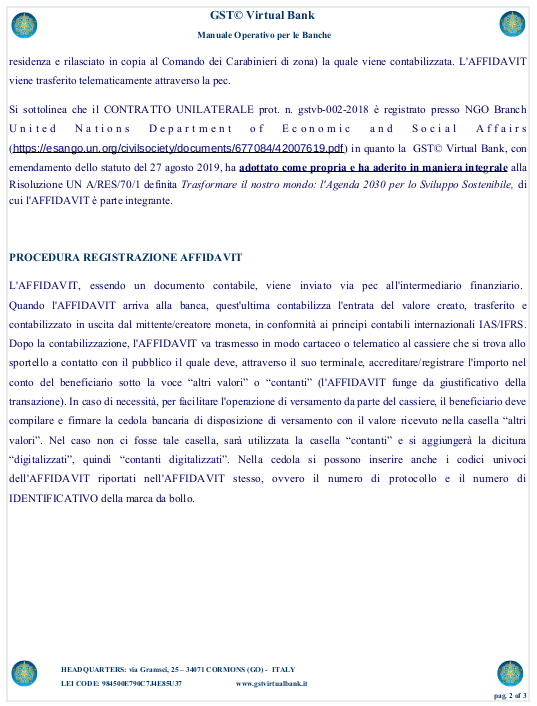 GST© Virtual Bank
Manuale Operativo per le Banche
residenza e rilasciato in copia al Comando dei Carabinieri di zona) la quale viene contabilizzata. L'AFFIDAVIT
viene trasferito telematicamente attraverso la pec.
Si sottolinea che il CONTRATTO UNILATERALE prot. n. gstvb-002-2018 è registrato presso NGO Branch
United Nations Department of Economic and Social Affairs
(https://esango.un.org/civilsociety/documents/677084/42007619.pdf) in quanto la GST© Virtual Bank, con
emendamento dello statuto del 27 agosto 2019, ha adottato come propria e ha aderito in maniera integrale alla
Risoluzione UN A/RES/70/1 definita Trasformare il nostro mondo: l'Agenda 2030 per lo Sviluppo Sostenibile, di
cui l'AFFIDAVIT è parte integrante.
PROCEDURA REGISTRAZIONE AFFIDAVIT
L'AFFIDAVIT, essendo un documento contabile, viene inviato via pec all'intermediario finanziario.
Quando l'AFFIDAVIT arriva alla banca, quest'ultima contabilizza l'entrata del valore creato, trasferito e
contabilizzato in uscita dal mittente/creatore moneta, in conformità ai principi contabili internazionali IAS/IFRS.
Dopo la contabilizzazione, l'AFFIDAVIT va trasmesso in modo cartaceo o telematico al cassiere che si trova allo
sportello a contatto con il pubblico il quale deve, attraverso il suo terminale, accreditare/registrare l'importo nel
conto del beneficiario sotto la voce “altri valori” o “contanti” (l'AFFIDAVIT funge da giustificativo della
transazione). In caso di necessità, per facilitare l'operazione di versamento da parte del cassiere, il beneficiario deve
compilare e firmare la cedola bancaria di disposizione di versamento con il valore ricevuto nella casella “altri
valori”. Nel caso non ci fosse tale casella, sarà utilizzata la casella “contanti” e si aggiungerà la dicitura
“digitalizzati”, quindi “contanti digitalizzati”. Nella cedola si possono inserire anche i codici univoci
dell'AFFIDAVIT riportati nell'AFFIDAVIT stesso, ovvero il numero di protocollo e il numero di
IDENTIFICATIVO della marca da bollo.
HEADQUARTERS: via Gramsci, 25 – 34071 CORMONS (GO) - ITALY
LEI CODE: 984500E790C7J4E85U37 www.gstvirtualbank.it
pag. 2 of 3